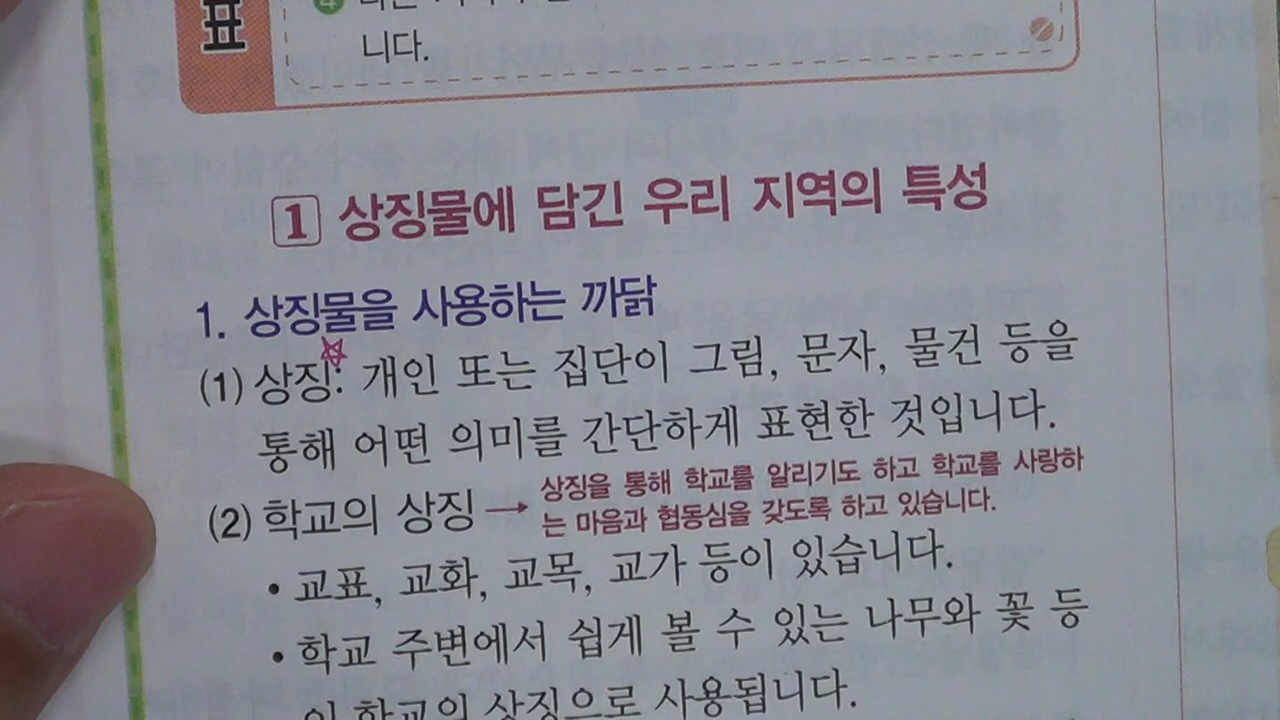 표
니다.
1 상징물에 담긴 우리 지역의 특성
1. 상징물을 사용하는 까닭
(1) 상징: 개인 또는 집단이 그림, 문자, 물건 등을
통해 어떤 의미를 간단하게 표현한 것입니다.
(2) 학교의 상징 → 상징을 통해 학교를 알리기도 하고 학교를 사랑하
는 마음과 협동심을 갖도록 하고 있습니다.
• 교표, 교화, 교목, 교가 등이 있습니다.
• 학교 주변에서 쉽게 볼 수 있는 나무와 꽃 등
이 학교의 상징으로 사용됩니다.